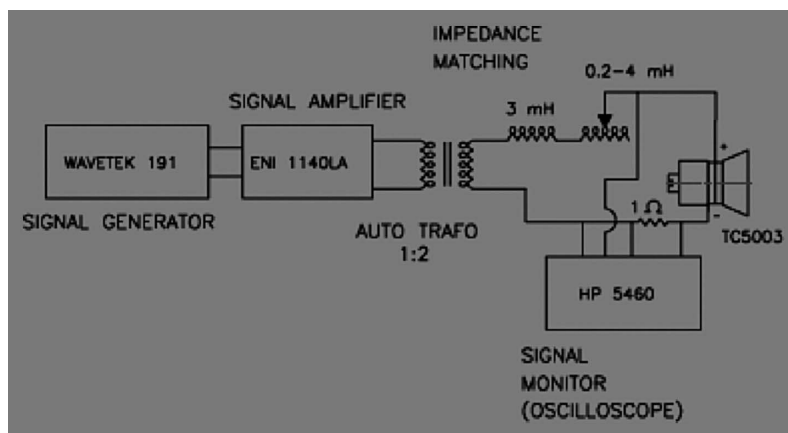 IMPEDANCE
MATCHING
0.2-4 mH
3 mH
SIGNAL AMPLIFIER
WAVETEK 191
ENI 1140LA
SIGNAL GENERATOR
AUTO TRAFO
1:2
1 Ω
+
-
TC5003
HP 5460
SIGNAL
MONITOR
(OSCILLOSCOPE)